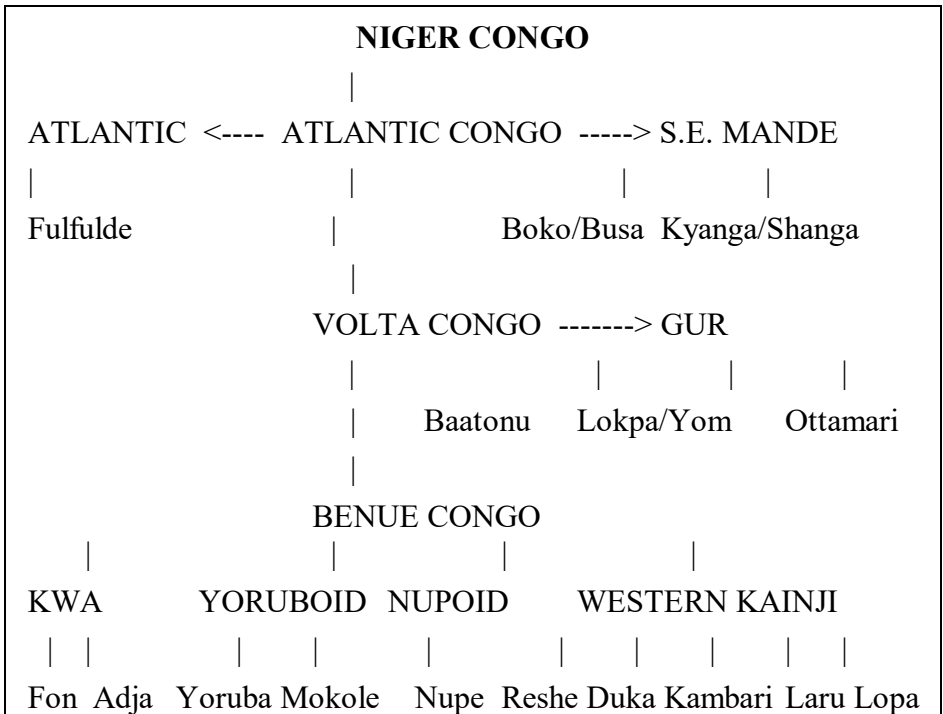 NIGER CONGO
|
ATLANTIC <---- ATLANTIC CONGO -----> S.E. MANDE
| | | |
Fulfulde | Boko/Busa Kyanga/Shanga
|
VOLTA CONGO -------> GUR
| | | |
| Baatonu Lokpa/Yom Ottamari
|
BENUE CONGO
| | | |
KWA YORUBOID NUPOID WESTERN KAINJI
| | | | | | | | | |
Fon Adja Yoruba Mokole Nupe Reshe Duka Kambari Laru Lopa